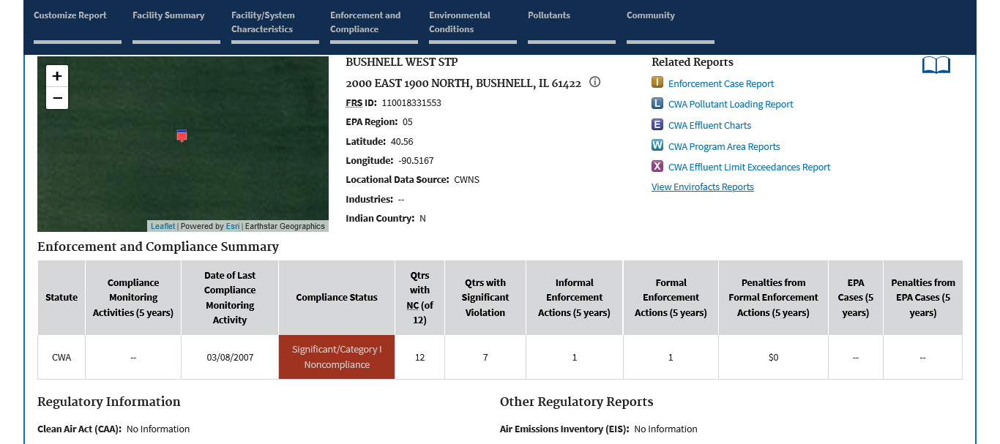 Customize Report
Facility Summary
Facility/System
Characteristics
Enforcement and
Compliance
Environmental
Conditions
Pollutants
Community
+
−
Leaflet | Powered by Esri | Earthstar Geographics
BUSHNELL WEST STP
2000 EAST 1900 NORTH, BUSHNELL, IL 61422
FRS ID: 110018331553
EPA Region: 05
Latitude: 40.56
Longitude: -90.5167
Locational Data Source: CWNS
Industries: --
Indian Country: N
Related Reports
I Enforcement Case Report
L CWA Pollutant Loading Report
E CWA Effluent Charts
W CWA Program Area Reports
X CWA Effluent Limit Exceedances Report
View Envirofacts Reports
Enforcement and Compliance Summary
Statute
Compliance
Monitoring
Activities (5 years)
Date of Last
Compliance
Monitoring
Activity
Compliance Status
Qtrs
with
NC (of
12)
Qtrs with
Significant
Violation
Informal
Enforcement
Actions (5 years)
Formal
Enforcement
Actions (5 years)
Penalties from
Formal Enforcement
Actions (5 years)
EPA
Cases (5
years)
Penalties from
EPA Cases (5
years)
CWA
--
03/08/2007
Significant/Category I
Noncompliance
12
7
1
1
$0
--
--
Regulatory Information
Clean Air Act (CAA): No Information
Other Regulatory Reports
Air Emissions Inventory (EIS): No Information